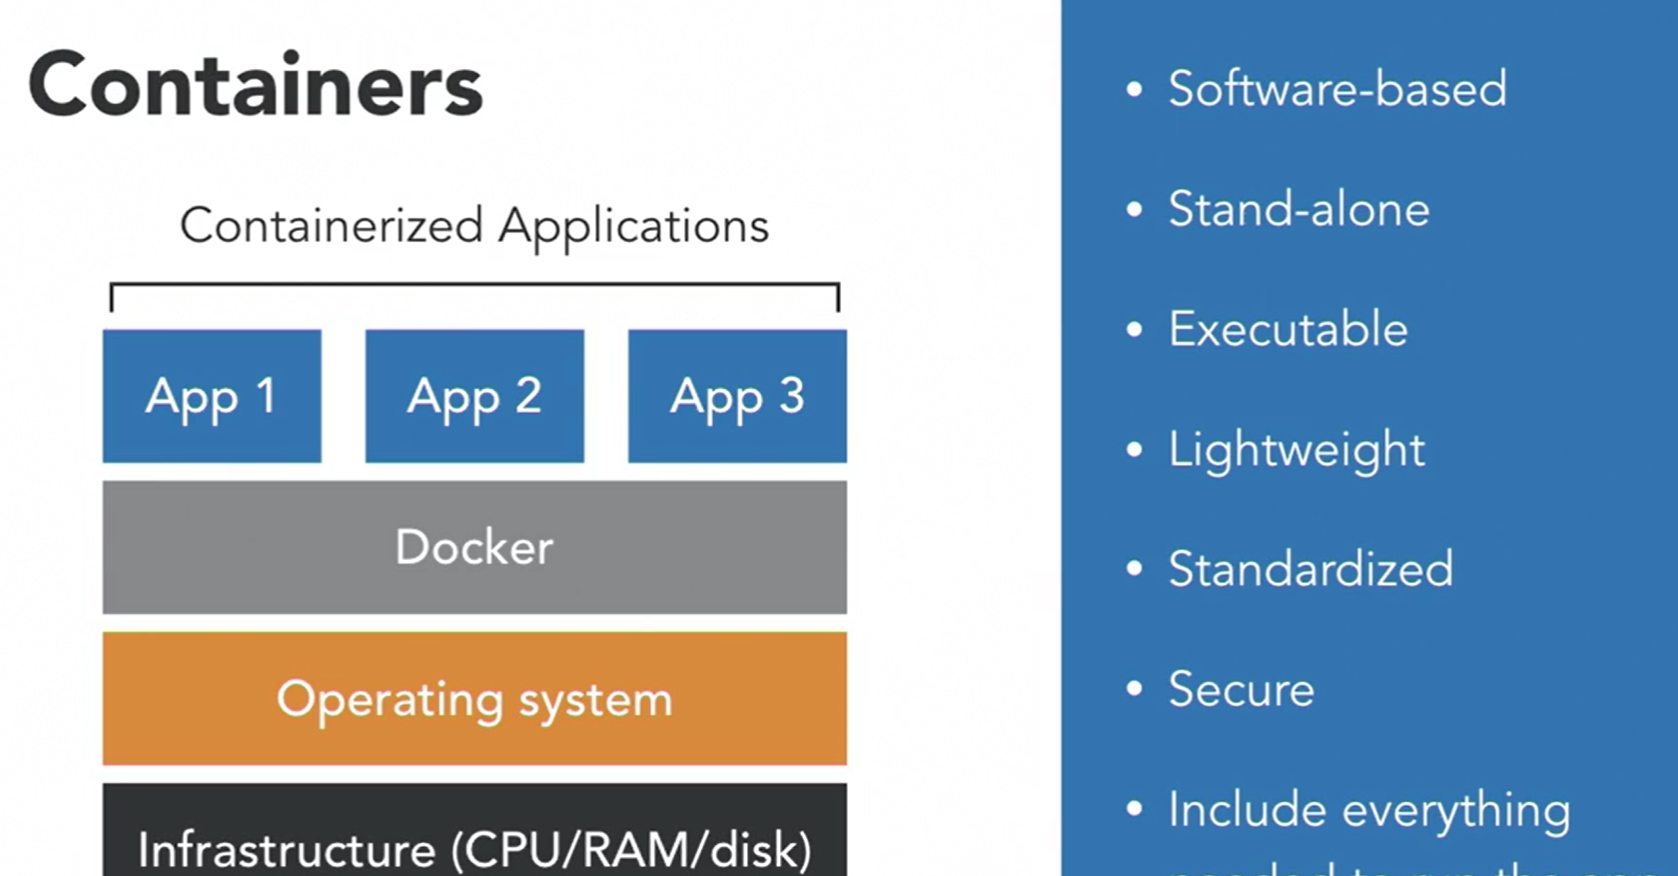 Containers
Containerized Applications
App 1
App 2
App 3
Docker
Operating system
Infrastructure (CPU/RAM/disk)
• Software-based
• Stand-alone
• Executable
• Lightweight
• Standardized
• Secure
• Include everything